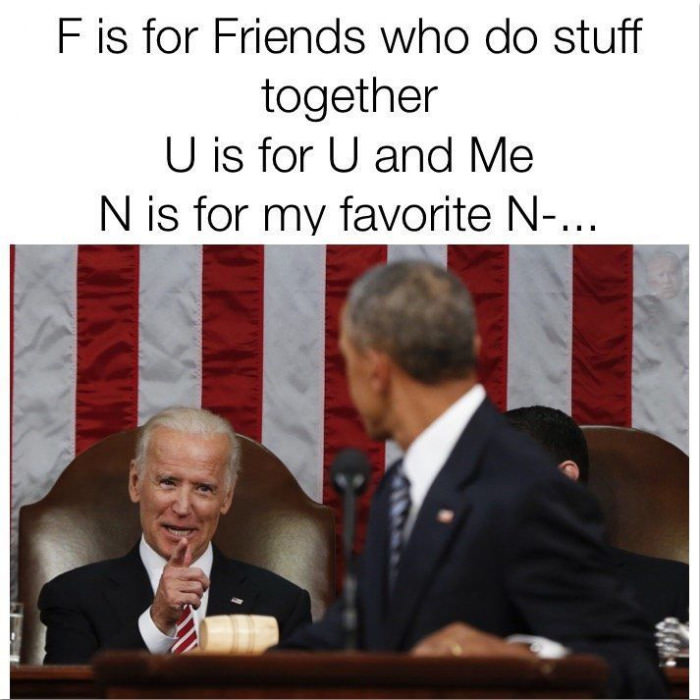 F is for Friends who do stuff
together
U is for U and Me
N is for my favorite N-...